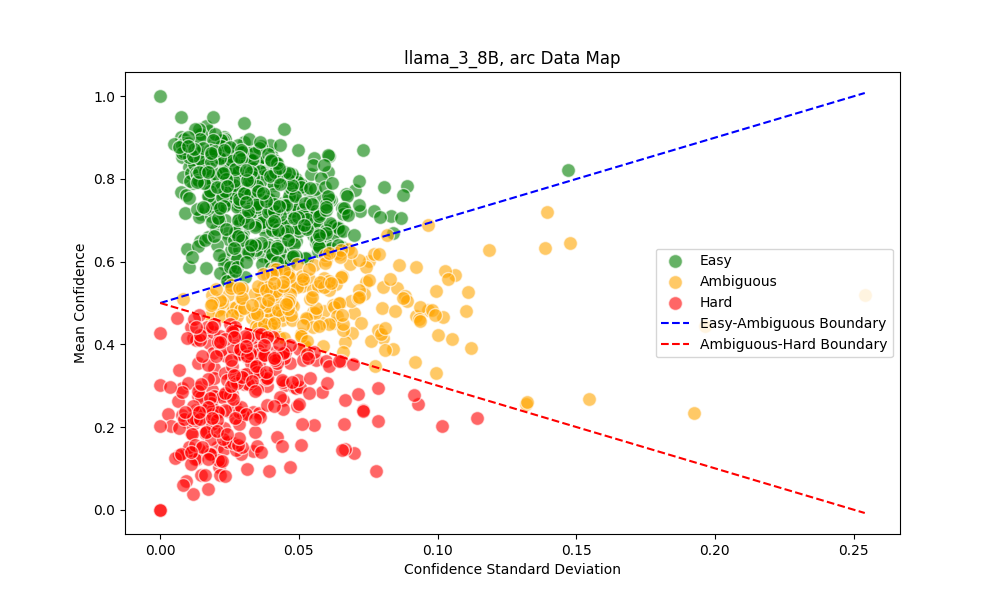 llama_3_8B, arc Data Map
Mean Confidence
1.0
0.8
0.6
0.4
0.2
0.0
Easy
Ambiguous
Hard
Easy-Ambiguous Boundary
Ambiguous-Hard Boundary
0.00 0.05 0.10 0.15 0.20 0.25
Confidence Standard Deviation